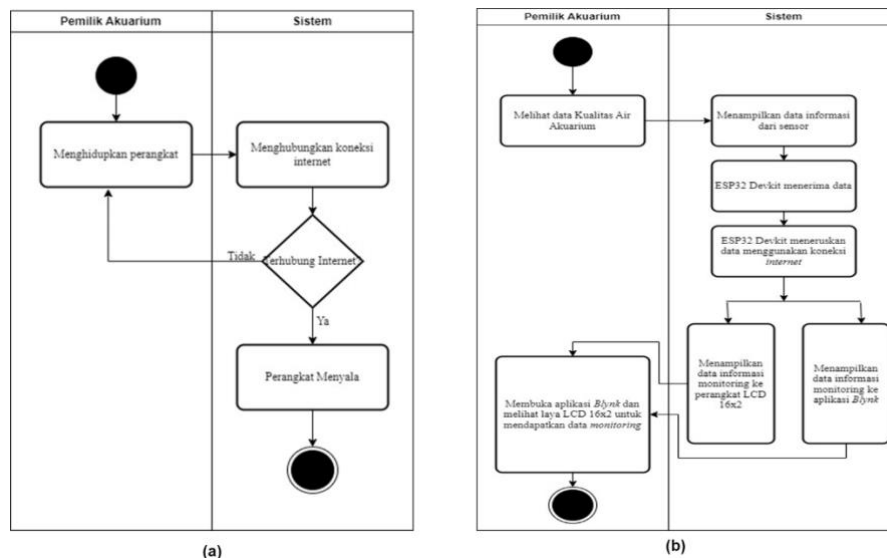 Pemilik Akuarium
Sistem
Menghidupkan perangkat
Menghubungkan koneksi
internet
Tidak
Terhubung Internet
Ya
Perangkat Menyala
(a)
Pemilik Akuarium
Sistem
Melihat data Kualitas Air
Akuarium
Menampilkan data informasi
dari sensor
ESP32 Devkit menerima data
ESP32 Devkit meneruskan
data menggunakan koneksi
internet
Menampilkan
data informasi
monitoring ke
perangkat LCD
16x2
Menampilkan
data informasi
monitoring ke
aplikasi Blynk
Membuka aplikasi Blynk dan
melihat laya LCD 16x2 untuk
mendapatkan data monitoring
(b)